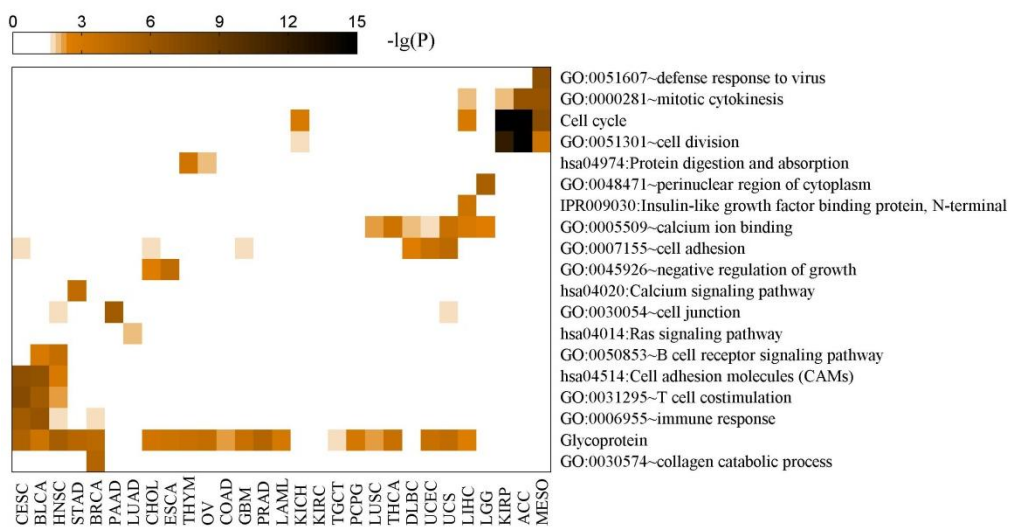 0 3 6 9 12 15
-lg(P)
GO:0051607~defense response to virus
GO:0000281~mitotic cytokinesis
Cell cycle
GO:0051301~cell division
hsa04974:Protein digestion and absorption
GO:0048471~perinuclear region of cytoplasm
IPR009030:Insulin-like growth factor binding protein, N-terminal
GO:0005509~calcium ion binding
GO:0007155~cell adhesion
GO:0045926~negative regulation of growth
hsa04020:Calcium signaling pathway
GO:0030054~cell junction
hsa04014:Ras signaling pathway
GO:0050853~B cell receptor signaling pathway
hsa04514:Cell adhesion molecules (CAMs)
GO:0031295~T cell costimulation
GO:0006955~immune response
Glycoprotein
GO:0030574~collagen catabolic process
CESC
BLCA
HNSC
STAD
BRCA
PAAD
LUAD
CHOL
ESCA
THYM
OV
COAD
GBM
PRAD
LAML
KICH
KIRC
TGCT
PCPG
LUSC
THCA
DLBC
UCEC
UCS
LIHC
LGG
KIRP
ACC
MESO